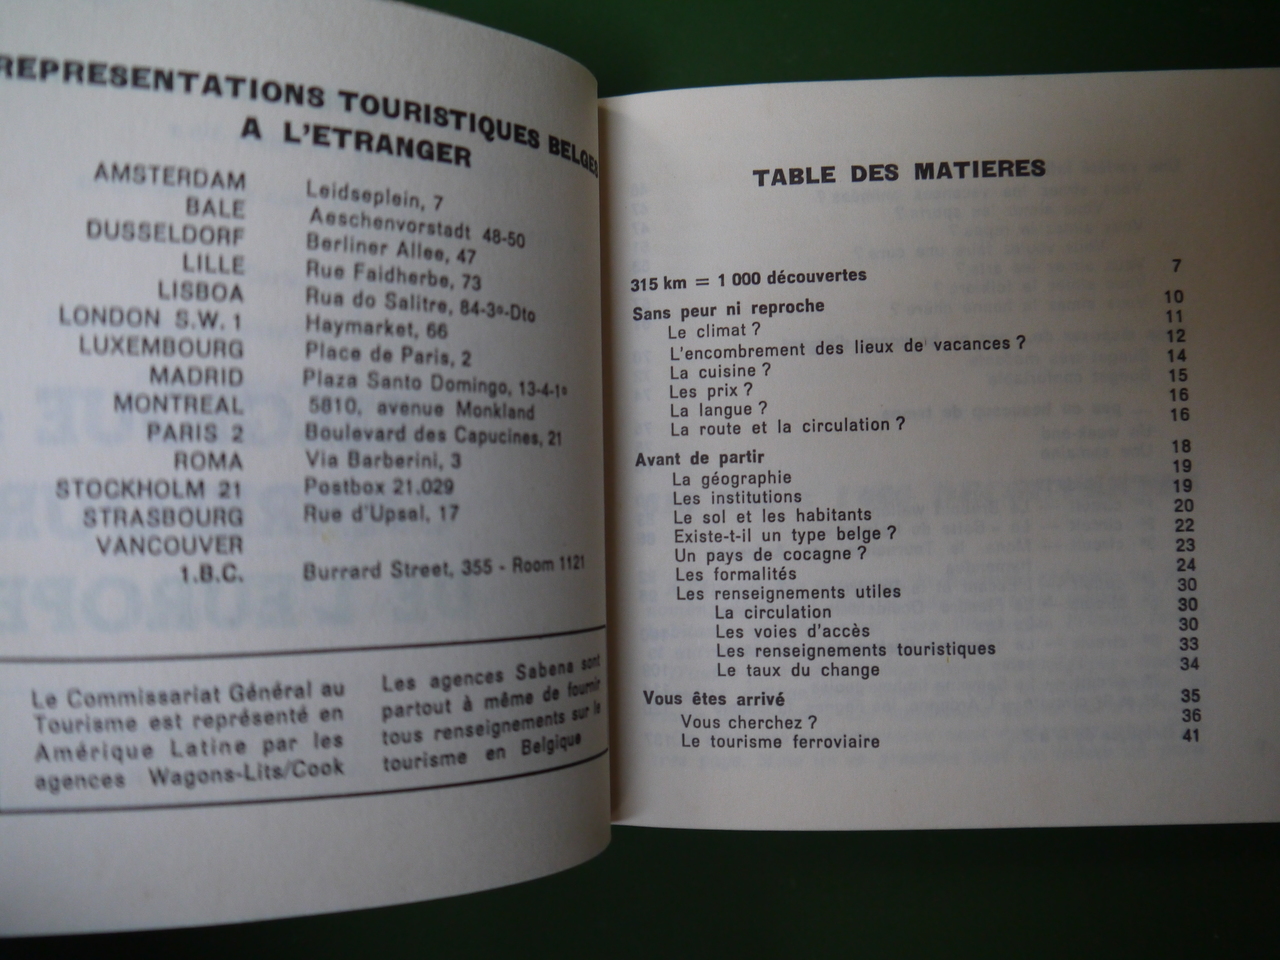 REPRESENTATIONS TOURISTIQUES BELGES
A L'ETRANGER
AMSTERDAM Leidseplein, 7
BALE Aeschenvorstadt 48-50
DUSSELDORF Berliner Allee, 47
LILLE Rue Faidherbe, 73
LISBOA Rua do Salitre, 84-3º-Dto
LONDON S.W. 1 Haymarket, 66
LUXEMBOURG Place de Paris, 2
MADRID Plaza Santo Domingo, 13-4-1º
MONTREAL 5810, avenue Monkland
PARIS 2 Boulevard des Capucines, 21
ROMA Via Barberini, 3
STOCKHOLM 21 Postbox 21.029
STRASBOURG Rue d'Upsal, 17
VANCOUVER
1.B.C. Burrard Street, 355 - Room 1121
Le Commissariat Général au
Tourisme est représenté en
Amérique Latine par les
agences Wagons-Lits/Cook
Les agences Sabena sont
partout à même de fournir
tous renseignements sur le
tourisme en Belgique
TABLE DES MATIERES
315 km = 1 000 découvertes 7
Sans peur ni reproche 10
Le climat ? 11
L'encombrement des lieux de vacances ? 12
La cuisine ? 14
Les prix ? 15
La langue ? 16
La route et la circulation ? 16
Avant de partir 18
La géographie 19
Les institutions 19
Le sol et les habitants 20
Existe-t-il un type belge ? 22
Un pays de cocagne ? 23
Les formalités 24
Les renseignements utiles 30
La circulation 30
Les voies d'accès 30
Les renseignements touristiques 33
Le taux du change 34
Vous êtes arrivé 35
Vous cherchez ? 36
Le tourisme ferroviaire 41